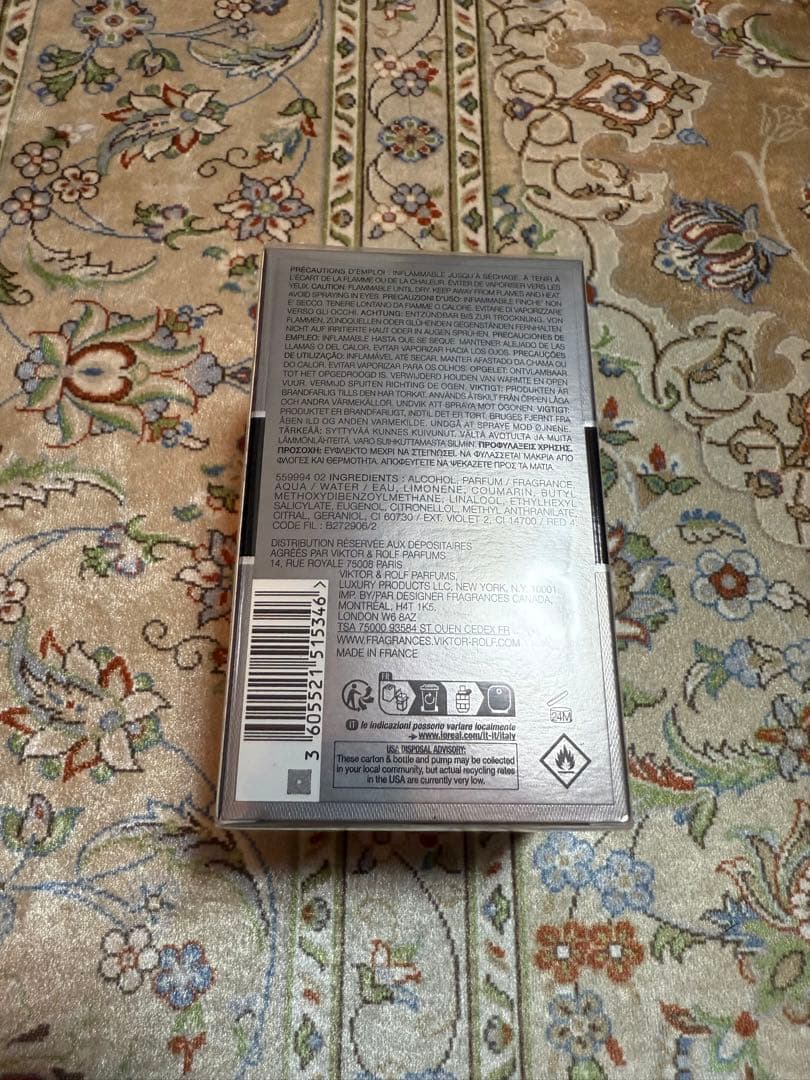 PRÉCAUTIONS D'EMPLOI : INFLAMMABLE JUSQU'À SÉCHAGE. À TENIR À
L'ÉCART DE LA FLAMME OU DE LA CHALEUR. ÉVITER DE VAPORISER VERS LES
YEUX. CAUTION: FLAMMABLE UNTIL DRY. KEEP AWAY FROM FLAMES AND HEAT.
AVOID SPRAYING IN EYES. PRECAUZIONI D'USO: INFIAMMABILE FINCHE' NON
E' SECCO. TENERE LONTANO DA FIAMME O CALORE. EVITARE DI VAPORIZZARE
VERSO GLI OCCHI. ACHTUNG: ENTZÜNDBAR BIS ZUR TROCKNUNG. VON
FLAMMEN, ZÜNDQUELLEN ODER GLÜHENDEN GEGENSTÄNDEN FERNHALTEN.
NICHT AUF IRRITIERTE HAUT ODER IN AUGEN SPRÜHEN. PRECAUCIONES DE
EMPLEO: INFLAMABLE HASTA QUE SE SEQUE. MANTENER ALEJADO DE LAS
LLAMAS O DEL CALOR. EVITAR VAPORIZAR HACIA LOS OJOS. PRECAUÇÕES
DE UTILIZAÇÃO: INFLAMÁVEL ATÉ SECAR. MANTER AFASTADO DA CHAMA OU
DO CALOR. EVITAR VAPORIZAR PARA OS OLHOS. OPGELET: ONTVLAMBAAR
TOT HET OPGEDROOGD IS. VERWIJDERD HOUDEN VAN WARMTE EN OPEN
VUUR. VERMIJD SPUITEN RICHTING DE OGEN. VIKTIGT: PRODUKTEN ÄR
BRANDFARLIG TILLS DEN HAR TORKAT. ANVÄNDS ÅTSKILT FRÅN ÖPPEN LÅGA
OCH ANDRA VÄRMEKÄLLOR. UNDVIK ATT SPRAYA MOT ÖGONEN. VIGTIGT:
PRODUKTET ER BRANDFARLIGT, INDTIL DET ER TØRT. BRUGES FJERNT FRA
ÅBEN ILD OG ANDEN VARMEKILDE. UNDGÅ AT SPRAYE MOD ØJNENE.
TÄRKEÄÄ: SYTTYVÄÄ KUNNES KUIVUNUT. VÄLTÄ AVOTULTA JA MUITA
LÄMMÖNLÄHTEITÄ. VARO SUIHKUTTAMASTA SILMIIN. ΠΡΟΦΥΛΑΞΕΙΣ ΧΡΗΣΗΣ.
ΠΡΟΣΟΧΗ: ΕΥΦΛΕΚΤΟ ΜΕΧΡΙ ΝΑ ΣΤΕΓΝΩΣΕΙ. ΝΑ ΦΥΛΑΣΣΕΤΑΙ ΜΑΚΡΙΑ ΑΠΟ
ΦΛΟΓΕΣ ΚΑΙ ΘΕΡΜΟΤΗΤΑ. ΑΠΟΦΕΥΓΕΤΕ ΝΑ ΨΕΚΑΖΕΤΕ ΠΡΟΣ ΤΑ ΜΑΤΙΑ.
559994 02 INGREDIENTS : ALCOHOL, PARFUM / FRAGRANCE,
AQUA / WATER / EAU, LIMONENE, COUMARIN, BUTYL
METHOXYDIBENZOYLMETHANE, LINALOOL, ETHYLHEXYL
SALICYLATE, EUGENOL, CITRONELLOL, METHYL ANTHRANILATE,
CITRAL, GERANIOL, CI 60730 / EXT. VIOLET 2, CI 14700 / RED 4.
CODE FIL : B272906/2
DISTRIBUTION RÉSERVÉE AUX DÉPOSITAIRES
AGRÉÉS PAR VIKTOR & ROLF PARFUMS,
14, RUE ROYALE 75008 PARIS
VIKTOR & ROLF PARFUMS,
LUXURY PRODUCTS LLC, NEW YORK, N.Y. 10001.
IMP. BY/PAR DESIGNER FRAGRANCES CANADA,
MONTRÉAL, H4T 1K5.
LONDON W6 8AZ
TSA 75000 93584 ST OUEN CEDEX FR
WWW.FRAGRANCES.VIKTOR-ROLF.COM
MADE IN FRANCE
3 605521 515346 >
FR
24M
IT le indicazioni possono variare localmente
www.loreal.com/it-it/italy
USA DISPOSAL ADVISORY:
These carton & bottle and pump may be collected
in your local community, but actual recycling rates
in the USA are currently very low.